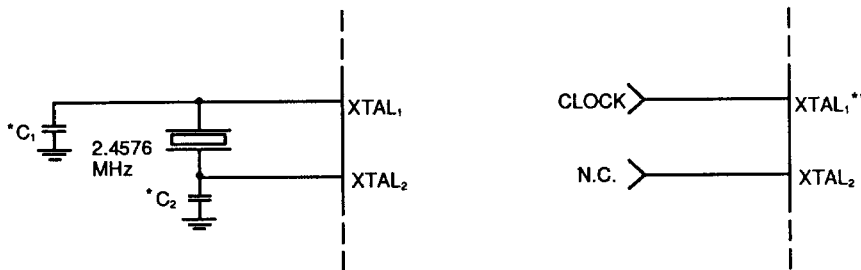 *C₁
2.4576
MHz
*C₂
XTAL₁
XTAL₂
CLOCK
N.C.
XTAL₁**
XTAL₂